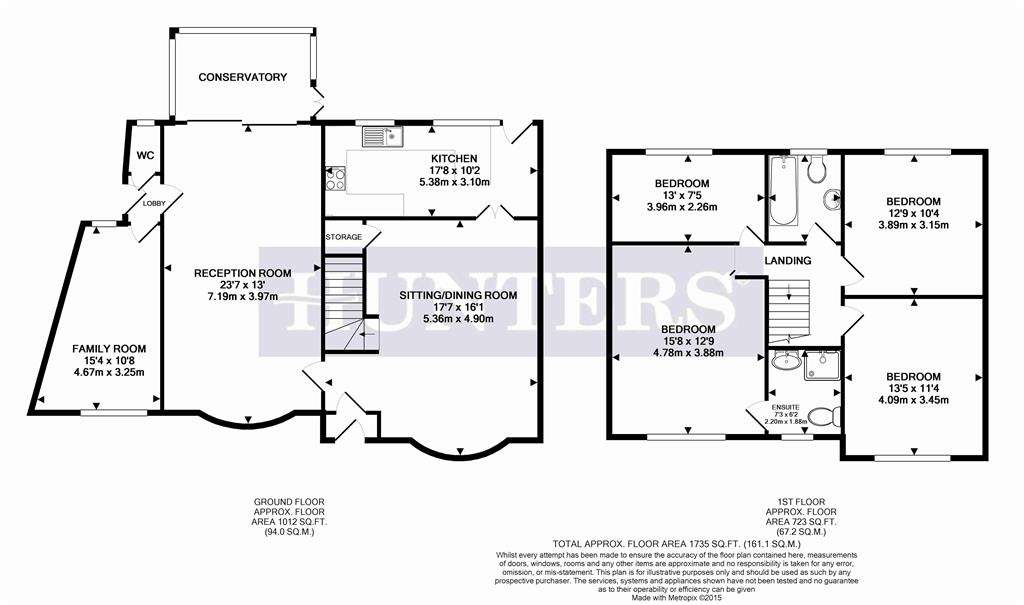 CONSERVATORY
WC
LOBBY
KITCHEN
17'8 x 10'2
5.38m x 3.10m
STORAGE
RECEPTION ROOM
23'7 x 13'
7.19m x 3.97m
SITTING/DINING ROOM
17'7 x 16'1
5.36m x 4.90m
FAMILY ROOM
15'4 x 10'8
4.67m x 3.25m
HUNTERS®
BEDROOM
13' x 7'5
3.96m x 2.26m
BEDROOM
12'9 x 10'4
3.89m x 3.15m
LANDING
BEDROOM
15'8 x 12'9
4.78m x 3.88m
BEDROOM
13'5 x 11'4
4.09m x 3.45m
ENSUITE
7'3 x 6'2
2.20m x 1.88m
GROUND FLOOR
APPROX. FLOOR
AREA 1012 SQ.FT.
(94.0 SQ.M.)
1ST FLOOR
APPROX. FLOOR
AREA 723 SQ.FT.
(67.2 SQ.M.)
TOTAL APPROX. FLOOR AREA 1735 SQ.FT. (161.1 SQ.M.)
Whilst every attempt has been made to ensure the accuracy of the floor plan contained here, measurements
of doors, windows, rooms and any other items are approximate and no responsibility is taken for any error,
omission, or mis-statement. This plan is for illustrative purposes only and should be used as such by any
prospective purchaser. The services, systems and appliances shown have not been tested and no guarantee
as to their operability or efficiency can be given
Made with Metropix ©2015